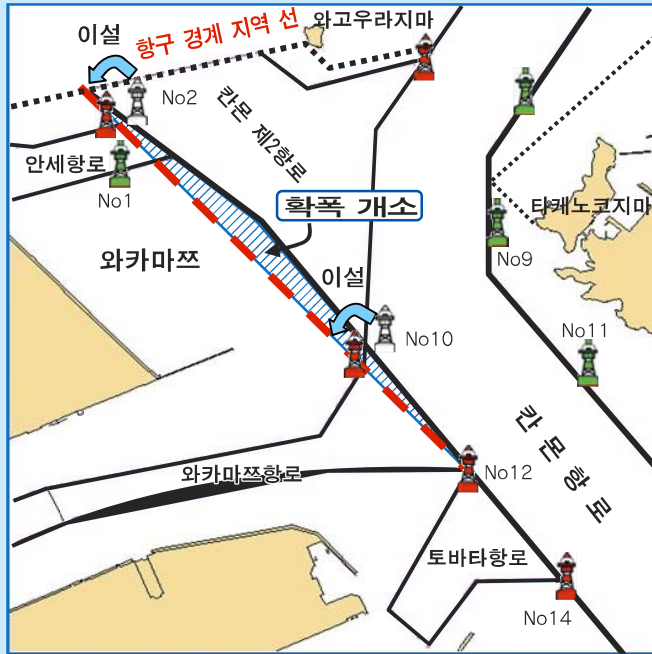 와고우라지마
이설
항구 경계 지역 선
No2
칸몬 제2항로
안세항로
No1
확폭 개소
타케노코지마
와카마쯔
No9
이설
No10
No11
칸몬항로
와카마쯔항로
No12
토바타항로
No14